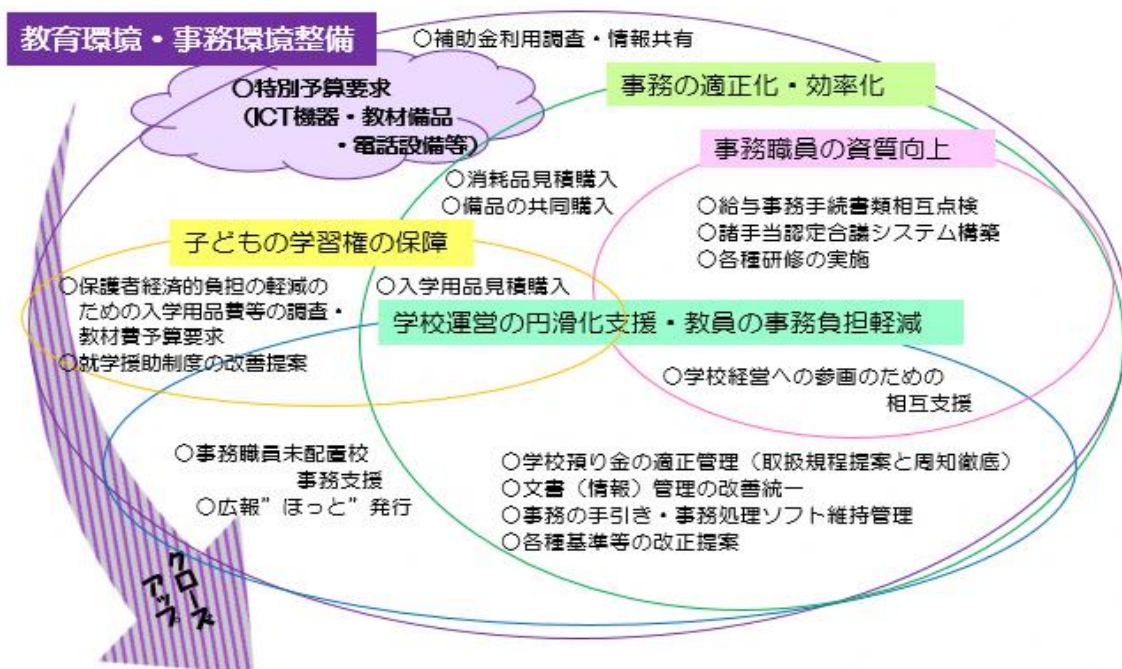 教育環境・事務環境整備
○補助金利用調査・情報共有
○特別予算要求
（ICT機器・教材備品
・電話設備等）
事務の適正化・効率化
事務職員の資質向上
○消耗品見積購入
○備品の共同購入
○給与事務手続書類相互点検
○諸手当認定合議システム構築
○各種研修の実施
子どもの学習権の保障
○保護者経済的負担の軽減の
ための入学用品費等の調査・
教材費予算要求
○就学援助制度の改善提案
○入学用品見積購入
学校運営の円滑化支援・教員の事務負担軽減
○学校経営への参画のための
相互支援
○事務職員未配置校
事務支援
○広報”ほっと”発行
○学校預り金の適正管理（取扱規程提案と周知徹底）
○文書（情報）管理の改善統一
○事務の手引き・事務処理ソフト維持管理
○各種基準等の改正提案
クローズ
アップ